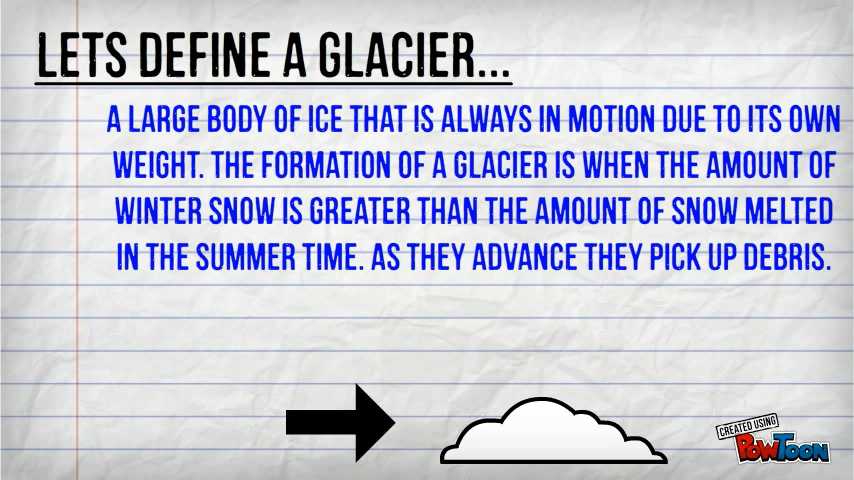 LETS DEFINE A GLACIER...
A LARGE BODY OF ICE THAT IS ALWAYS IN MOTION DUE TO ITS OWN
WEIGHT. THE FORMATION OF A GLACIER IS WHEN THE AMOUNT OF
WINTER SNOW IS GREATER THAN THE AMOUNT OF SNOW MELTED
IN THE SUMMER TIME. AS THEY ADVANCE THEY PICK UP DEBRIS.
CREATED USING
POWTOON